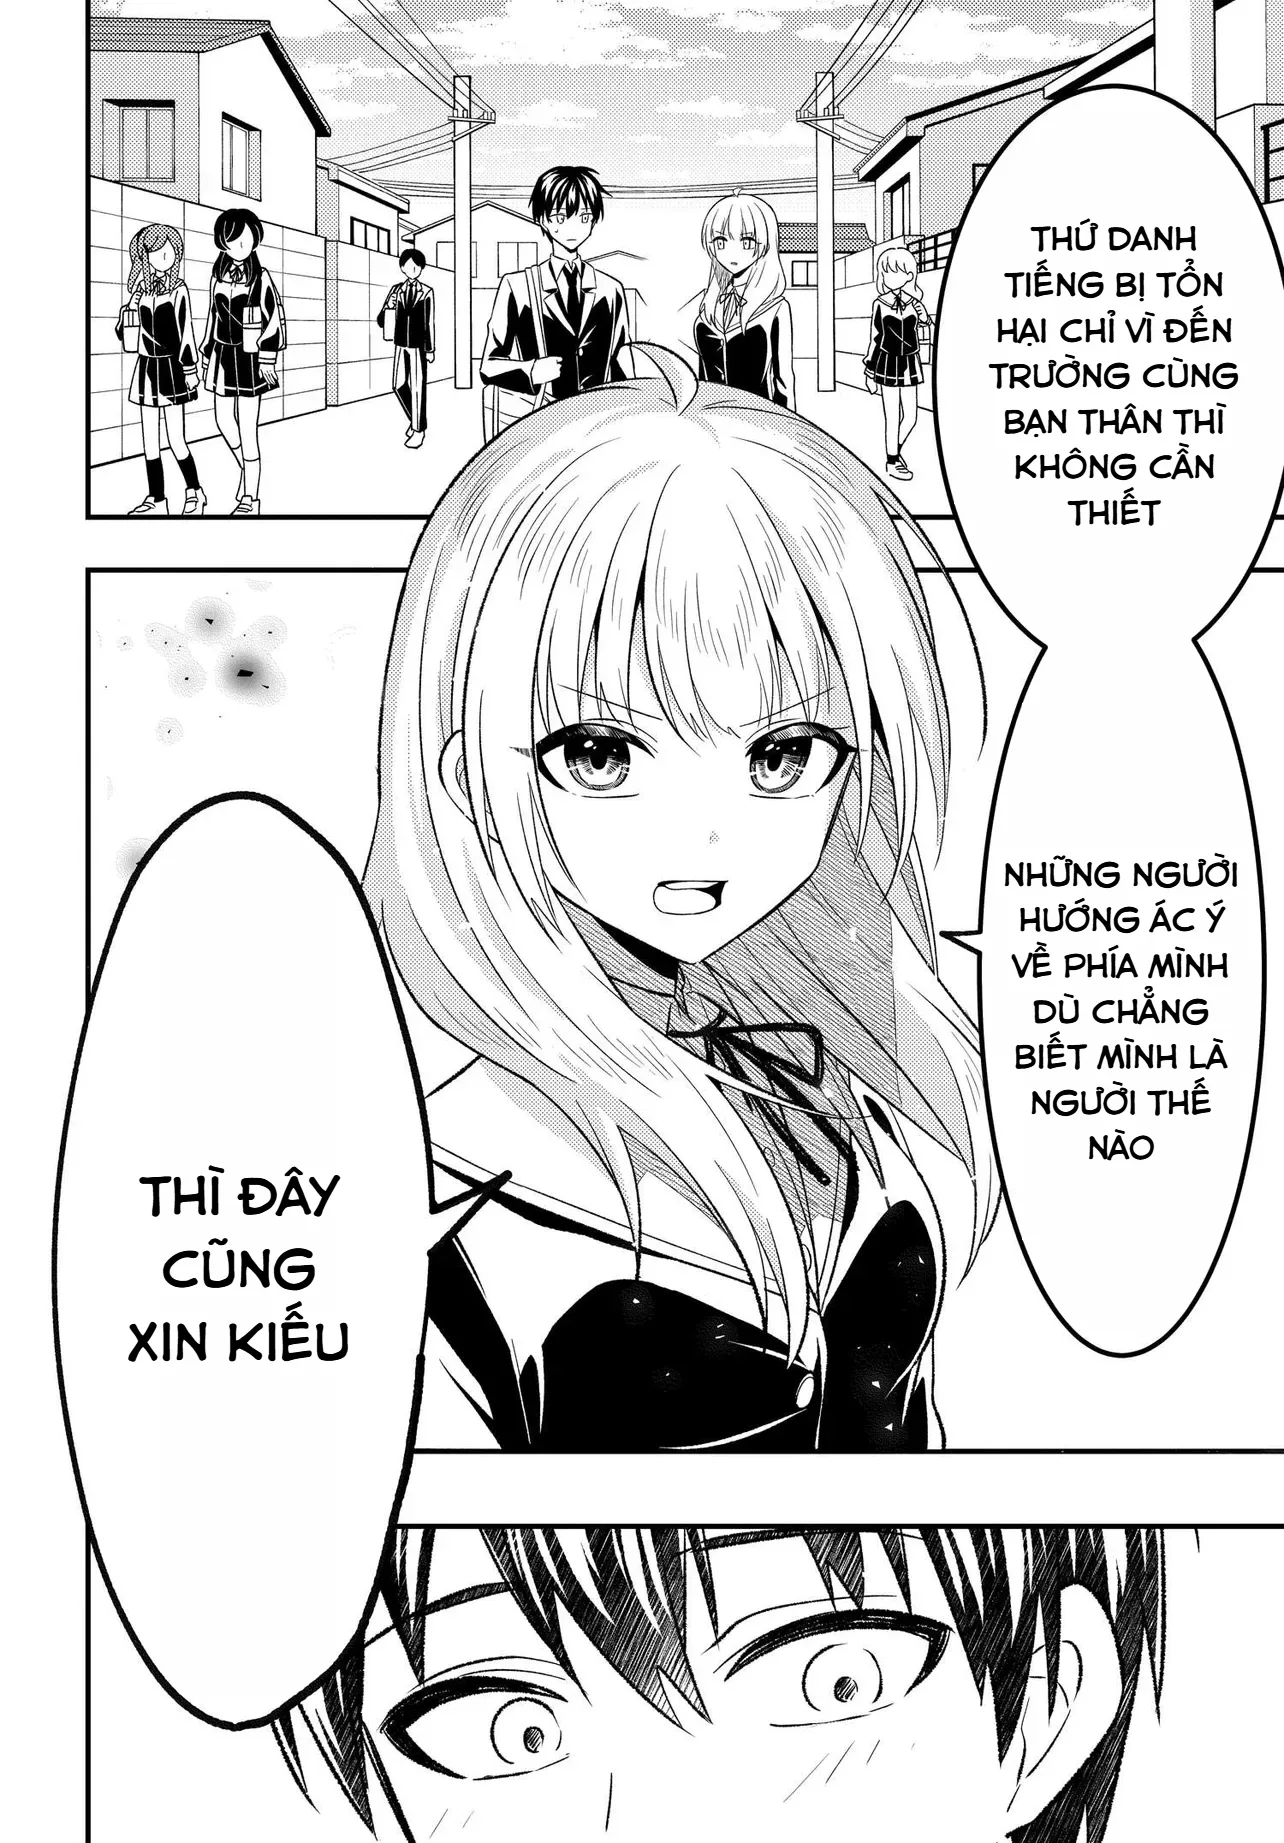 THỨ DANH
TIẾNG BỊ TỔN
HẠI CHỈ VÌ ĐẾN
TRƯỜNG CÙNG
BẠN THÂN THÌ
KHÔNG CẦN
THIẾT
NHỮNG NGƯỜI
HƯỚNG ÁC Ý
VỀ PHÍA MÌNH
DÙ CHẲNG
BIẾT MÌNH LÀ
NGƯỜI THẾ
NÀO
THÌ ĐÂY
CŨNG
XIN KIẾU